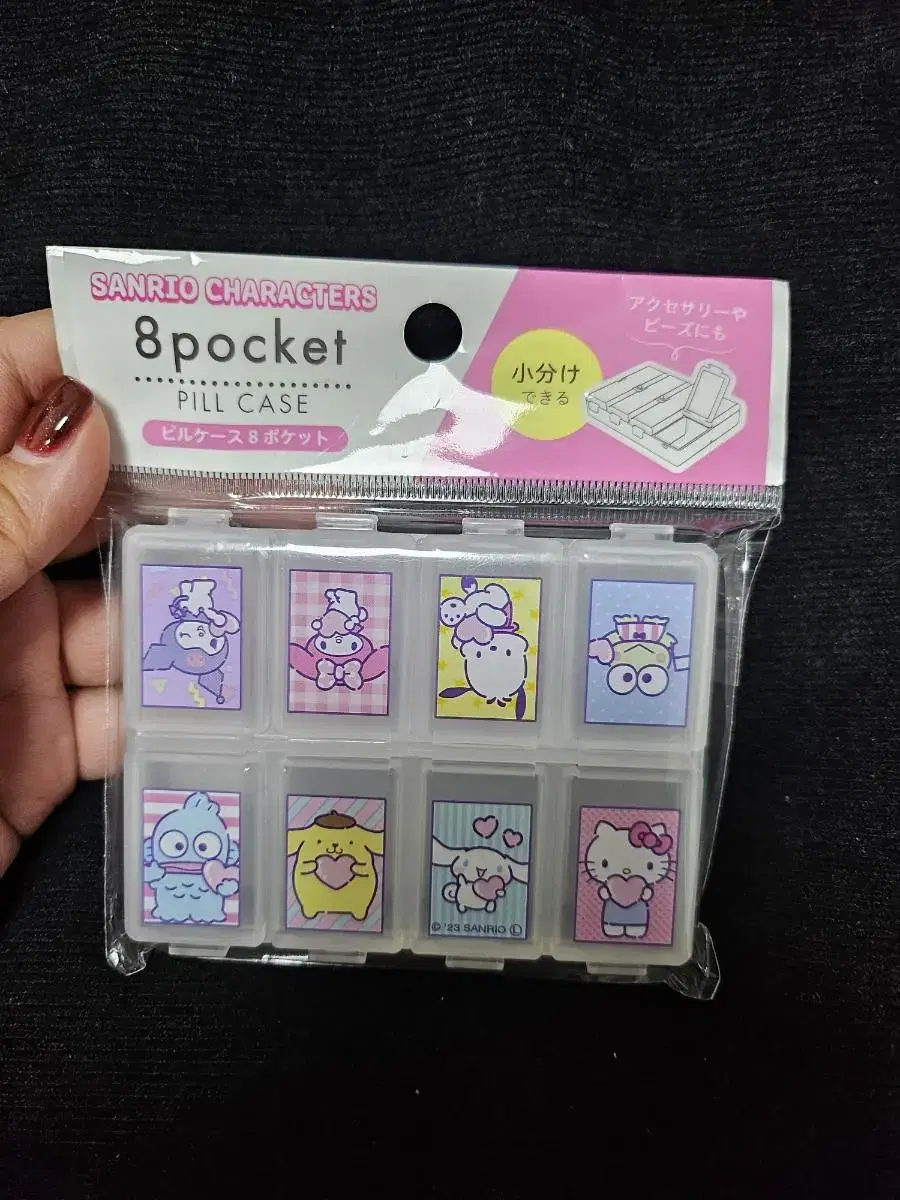 SANRIO CHARACTERS
8pocket
PILL CASE
ピルケース8ポケット
小分け
できる
アクセサリーや
ビーズにも
© '23 SANRIO Ⓛ